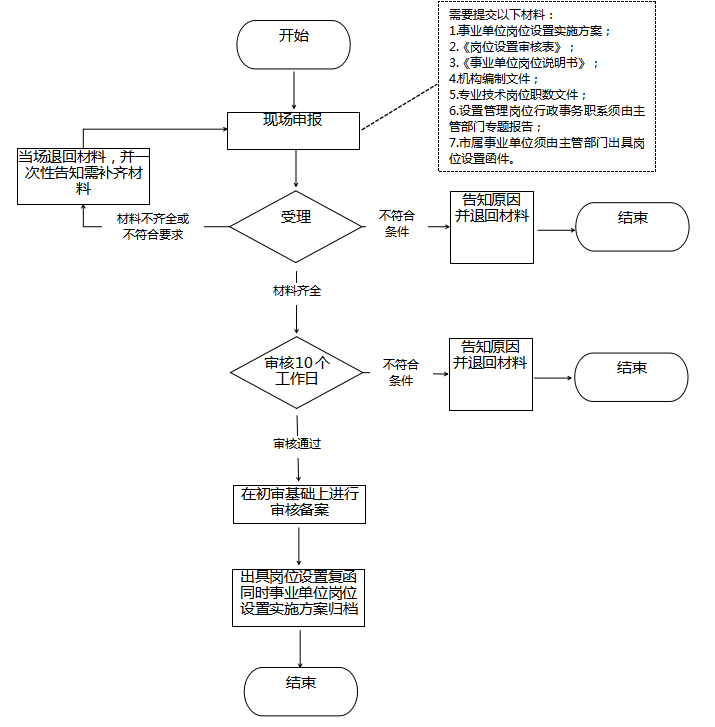 开始
需要提交以下材料：
1.事业单位岗位设置实施方案；
2.《岗位设置审核表》；
3.《事业单位岗位说明书》；
4.机构编制文件；
5.专业技术岗位职数文件；
6.设置管理岗位行政事务职系须由主
管部门专题报告；
7.市属事业单位须由主管部门出具岗
位设置函件。
现场申报
当场退回材料，并一
次性告知需补齐材
料
材料不齐全或
不符合要求
受理
不符合
条件
告知原因
并退回材料
结束
材料齐全
审核10个
工作日
不符合
条件
告知原因
并退回材料
结束
审核通过
在初审基础上进行
审核备案
出具岗位设置复函
同时事业单位岗位
设置实施方案归档
结束